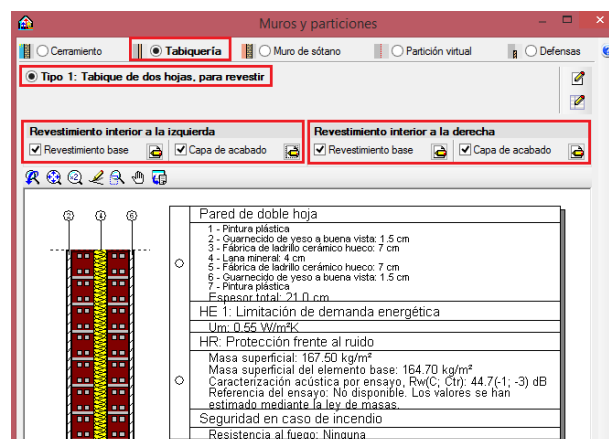 Muros y particiones
Cerramiento Tabiquería Muro de sótano Partición virtual Defensas
Tipo 1: Tabique de dos hojas, para revestir
Revestimiento interior a la izquierda Revestimiento interior a la derecha
Revestimiento base Capa de acabado Revestimiento base Capa de acabado
2 4 6
Pared de doble hoja
1 - Pintura plástica
2 - Guarnecido de yeso a buena vista: 1.5 cm
3 - Fábrica de ladrillo cerámico hueco: 7 cm
4 - Lana mineral: 4 cm
5 - Fábrica de ladrillo cerámico hueco: 7 cm
6 - Guarnecido de yeso a buena vista: 1.5 cm
7 - Pintura plástica
Espesor total: 21.0 cm
HE 1: Limitación de demanda energética
Um: 0.55 W/m²K
HR: Protección frente al ruido
Masa superficial: 167.50 kg/m²
Masa superficial del elemento base: 164.70 kg/m²
Caracterización acústica por ensayo, Rw(C; Ctr): 44.7(-1; -3) dB
Referencia del ensayo: No disponible. Los valores se han
estimado mediante la ley de masas.
Seguridad en caso de incendio
Resistencia al fuego: Ninguna